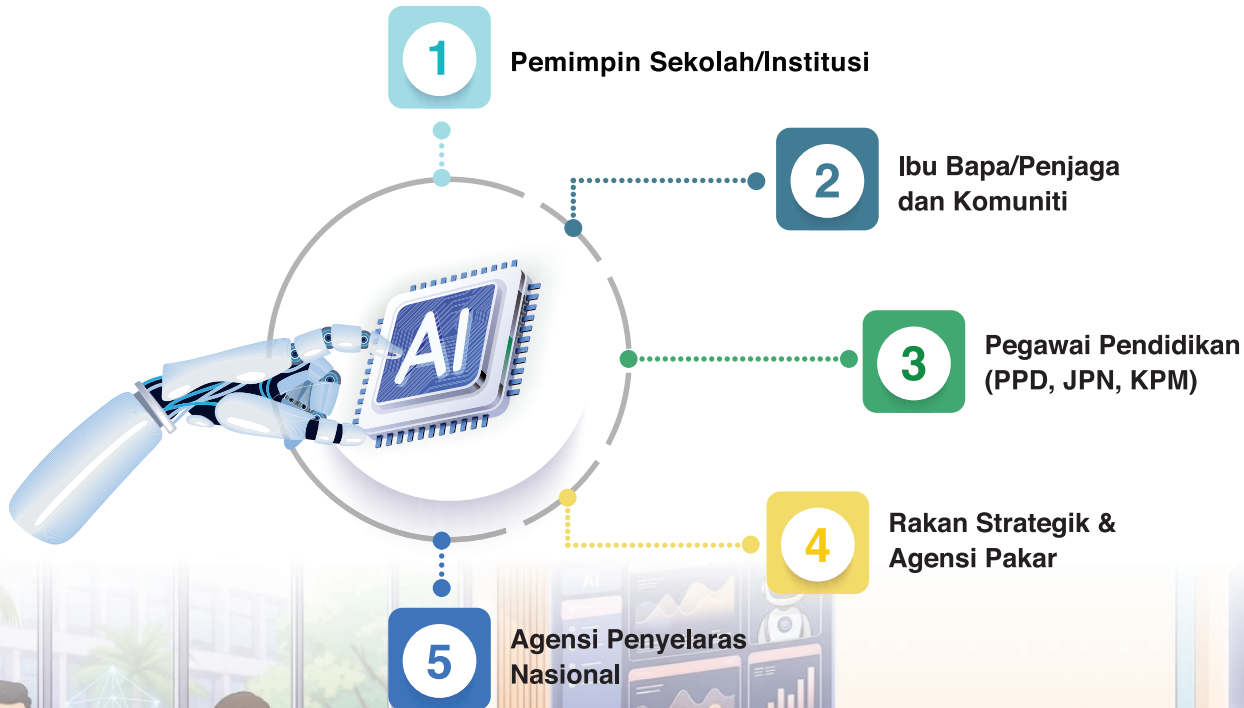 1
Pemimpin Sekolah/Institusi
2
Ibu Bapa/Penjaga
dan Komuniti
AI
3
Pegawai Pendidikan
(PPD, JPN, KPM)
4
Rakan Strategik &
Agensi Pakar
AI
5
Agensi Penyelaras
Nasional